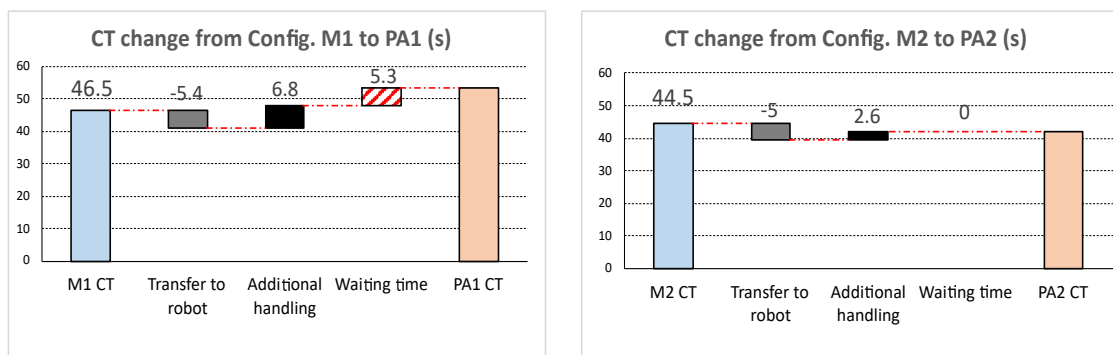 CT change from Config. M1 to PA1 (s)
60
50
40
30
20
10
0
46.5
-5.4
6.8
5.3
M1 CT
Transfer to
robot
Additional
handling
Waiting time
PA1 CT
CT change from Config. M2 to PA2 (s)
60
50
40
30
20
10
0
44.5
-5
2.6
0
M2 CT
Transfer to
robot
Additional
handling
Waiting time
PA2 CT